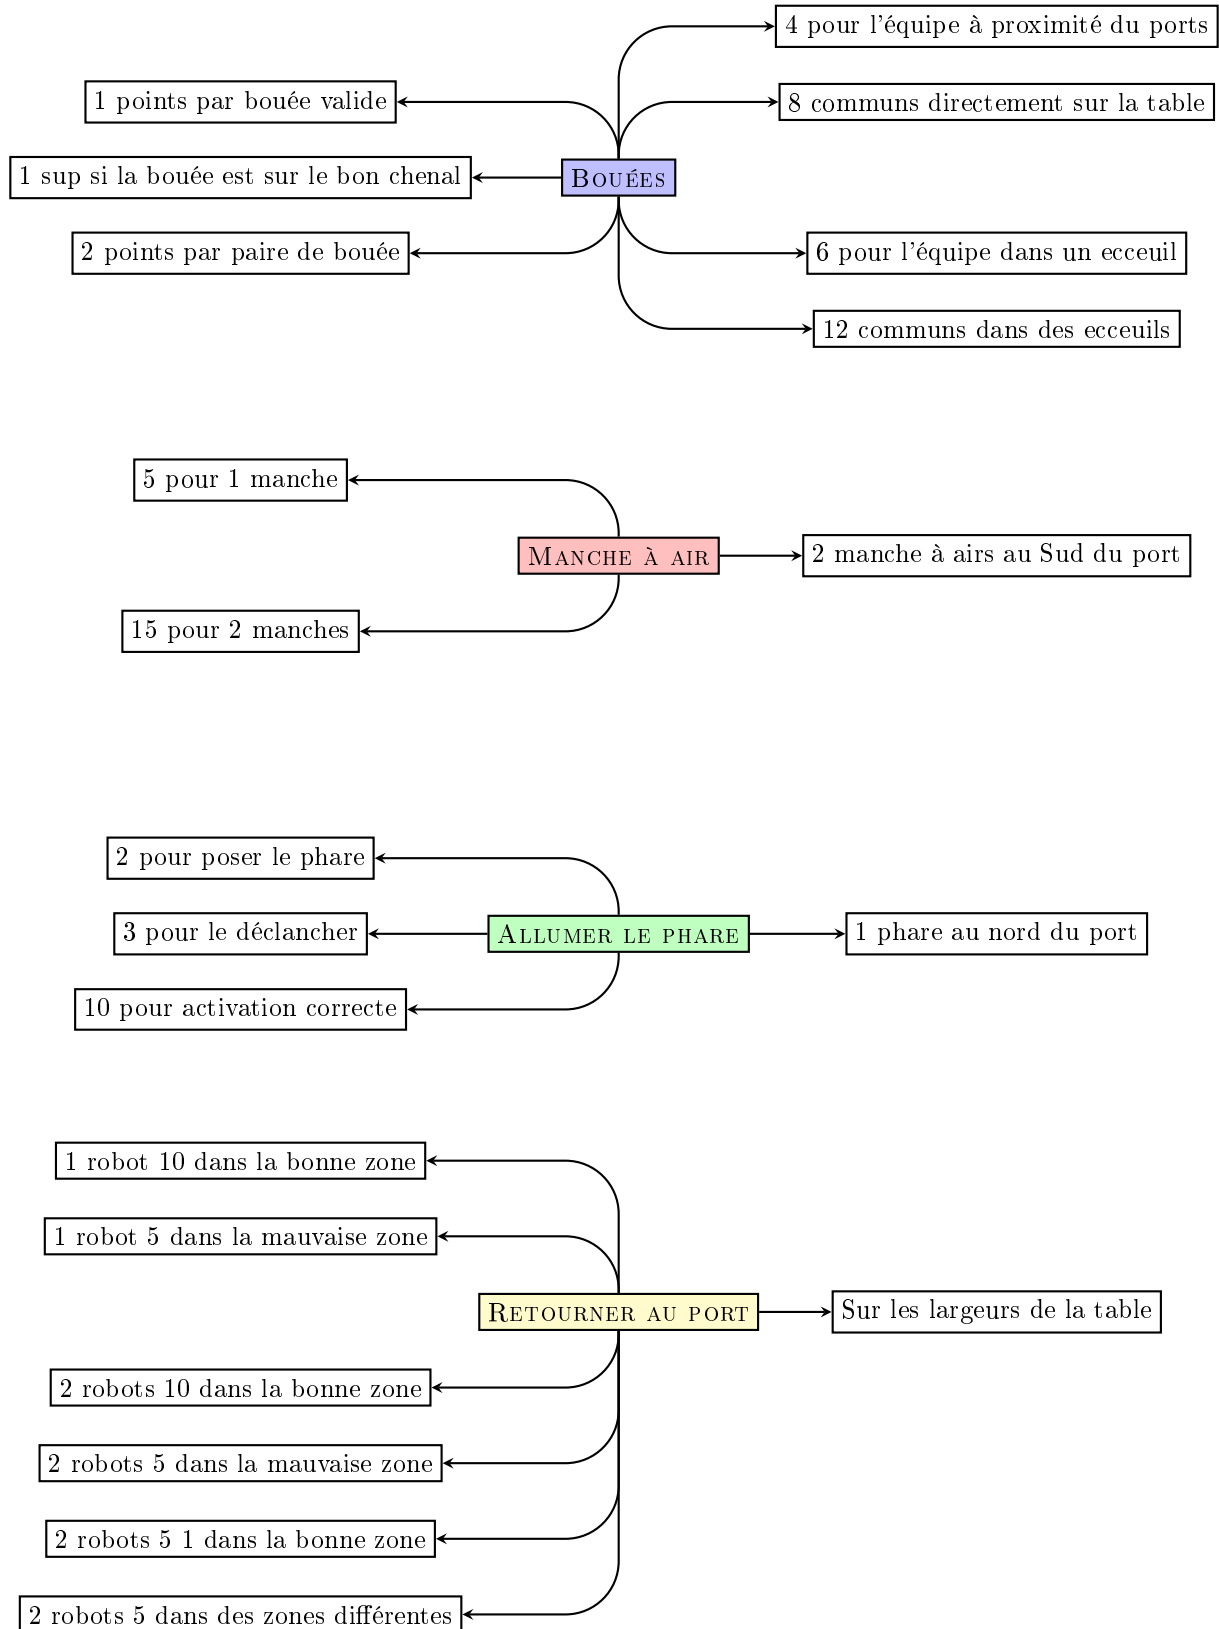 4 pour l'équipe à proximité du ports
1 points par bouée valide
8 communs directement sur la table
1 sup si la bouée est sur le bon chenal
Bouées
2 points par paire de bouée
6 pour l'équipe dans un ecceuil
12 communs dans des ecceuils
5 pour 1 manche
Manche à air
2 manche à airs au Sud du port
15 pour 2 manches
2 pour poser le phare
3 pour le déclancher
Allumer le phare
1 phare au nord du port
10 pour activation correcte
1 robot 10 dans la bonne zone
1 robot 5 dans la mauvaise zone
Retourner au port
Sur les largeurs de la table
2 robots 10 dans la bonne zone
2 robots 5 dans la mauvaise zone
2 robots 5 1 dans la bonne zone
2 robots 5 dans des zones différentes